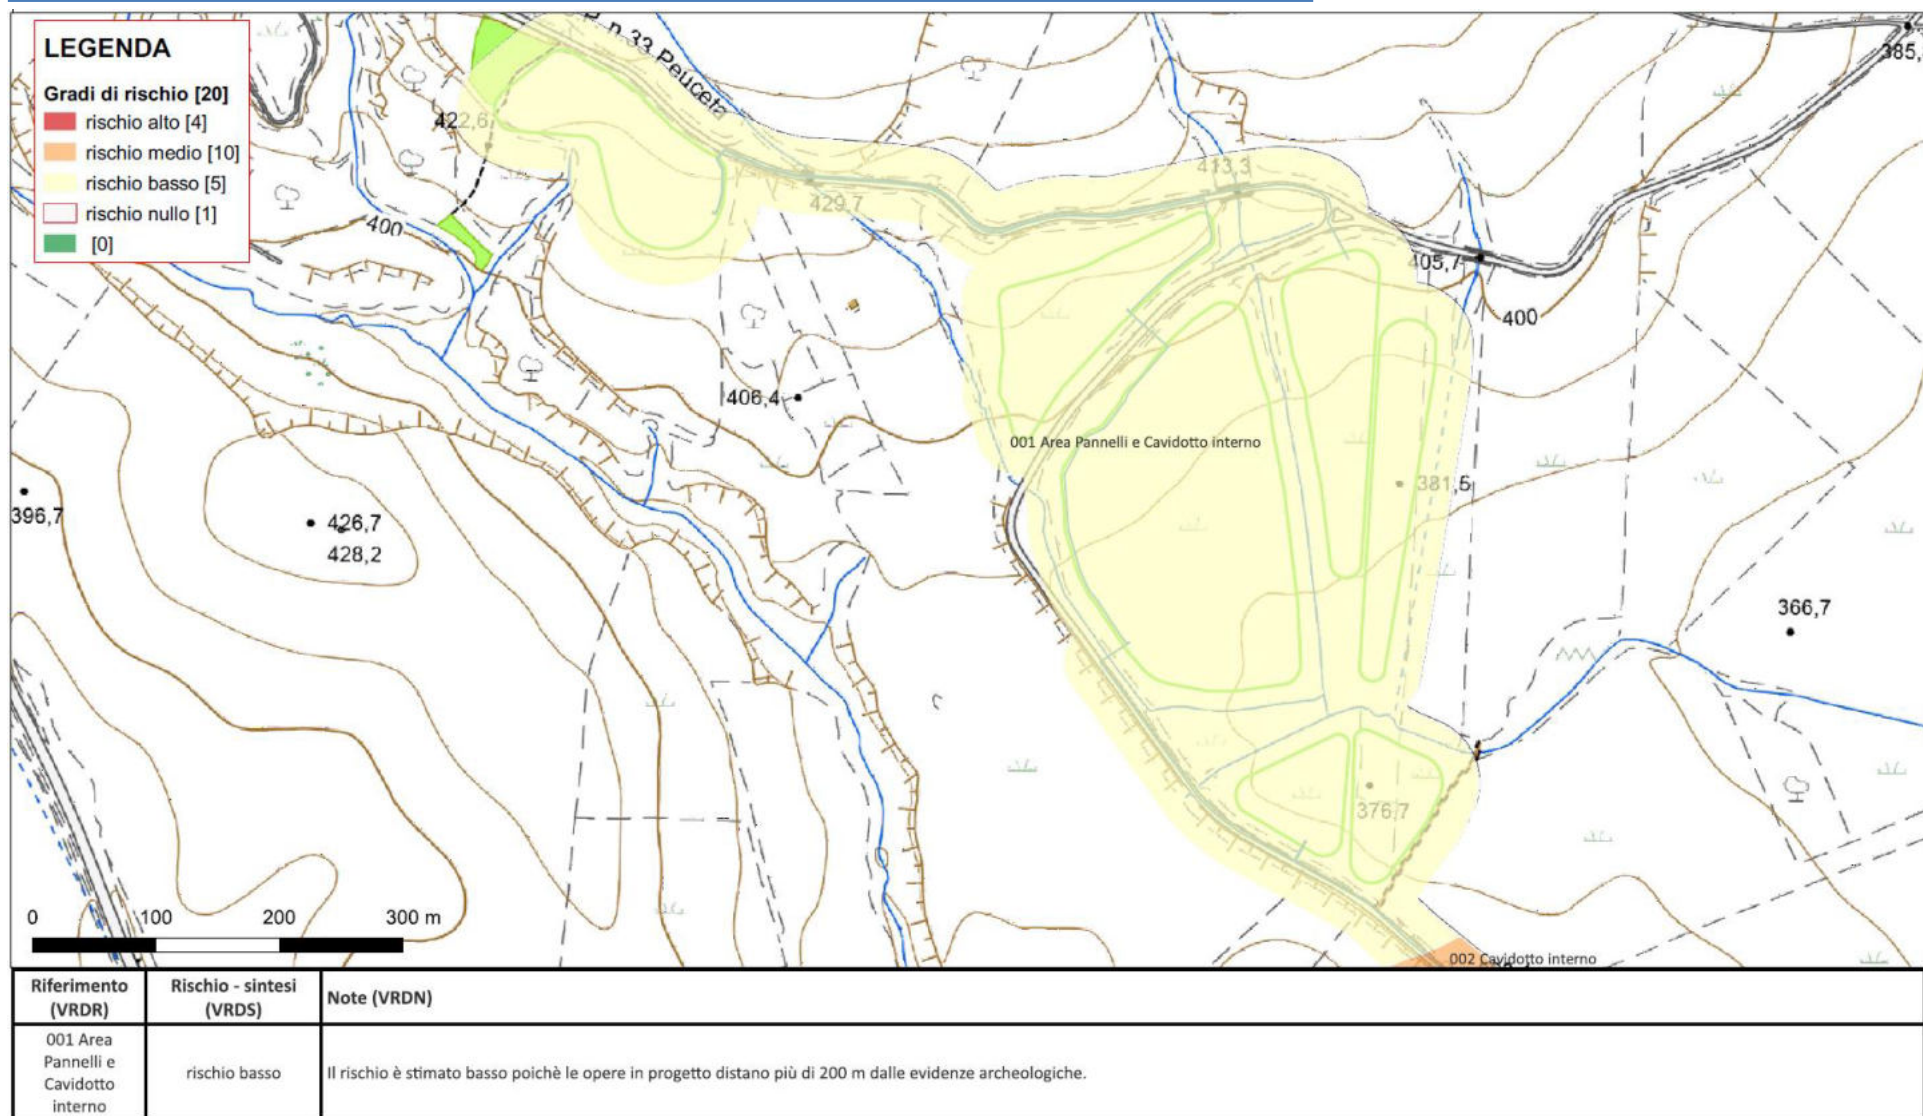 LEGENDA
Gradi di rischio [20]
rischio alto [4]
rischio medio [10]
rischio basso [5]
rischio nullo [1]
[0]
n 33 Peuceta
385,
422,6
413,3
429,7
400
405,7
400
406,4
001 Area Pannelli e Cavidotto interno
381,5
396,7
426,7
428,2
366,7
376,7
0 100 200 300 m
002 Cavidotto interno
Riferimento (VRDR)
Rischio - sintesi (VRDS)
Note (VRDN)
001 Area
Pannelli e
Cavidotto
interno
rischio basso
Il rischio è stimato basso poichè le opere in progetto distano più di 200 m dalle evidenze archeologiche.